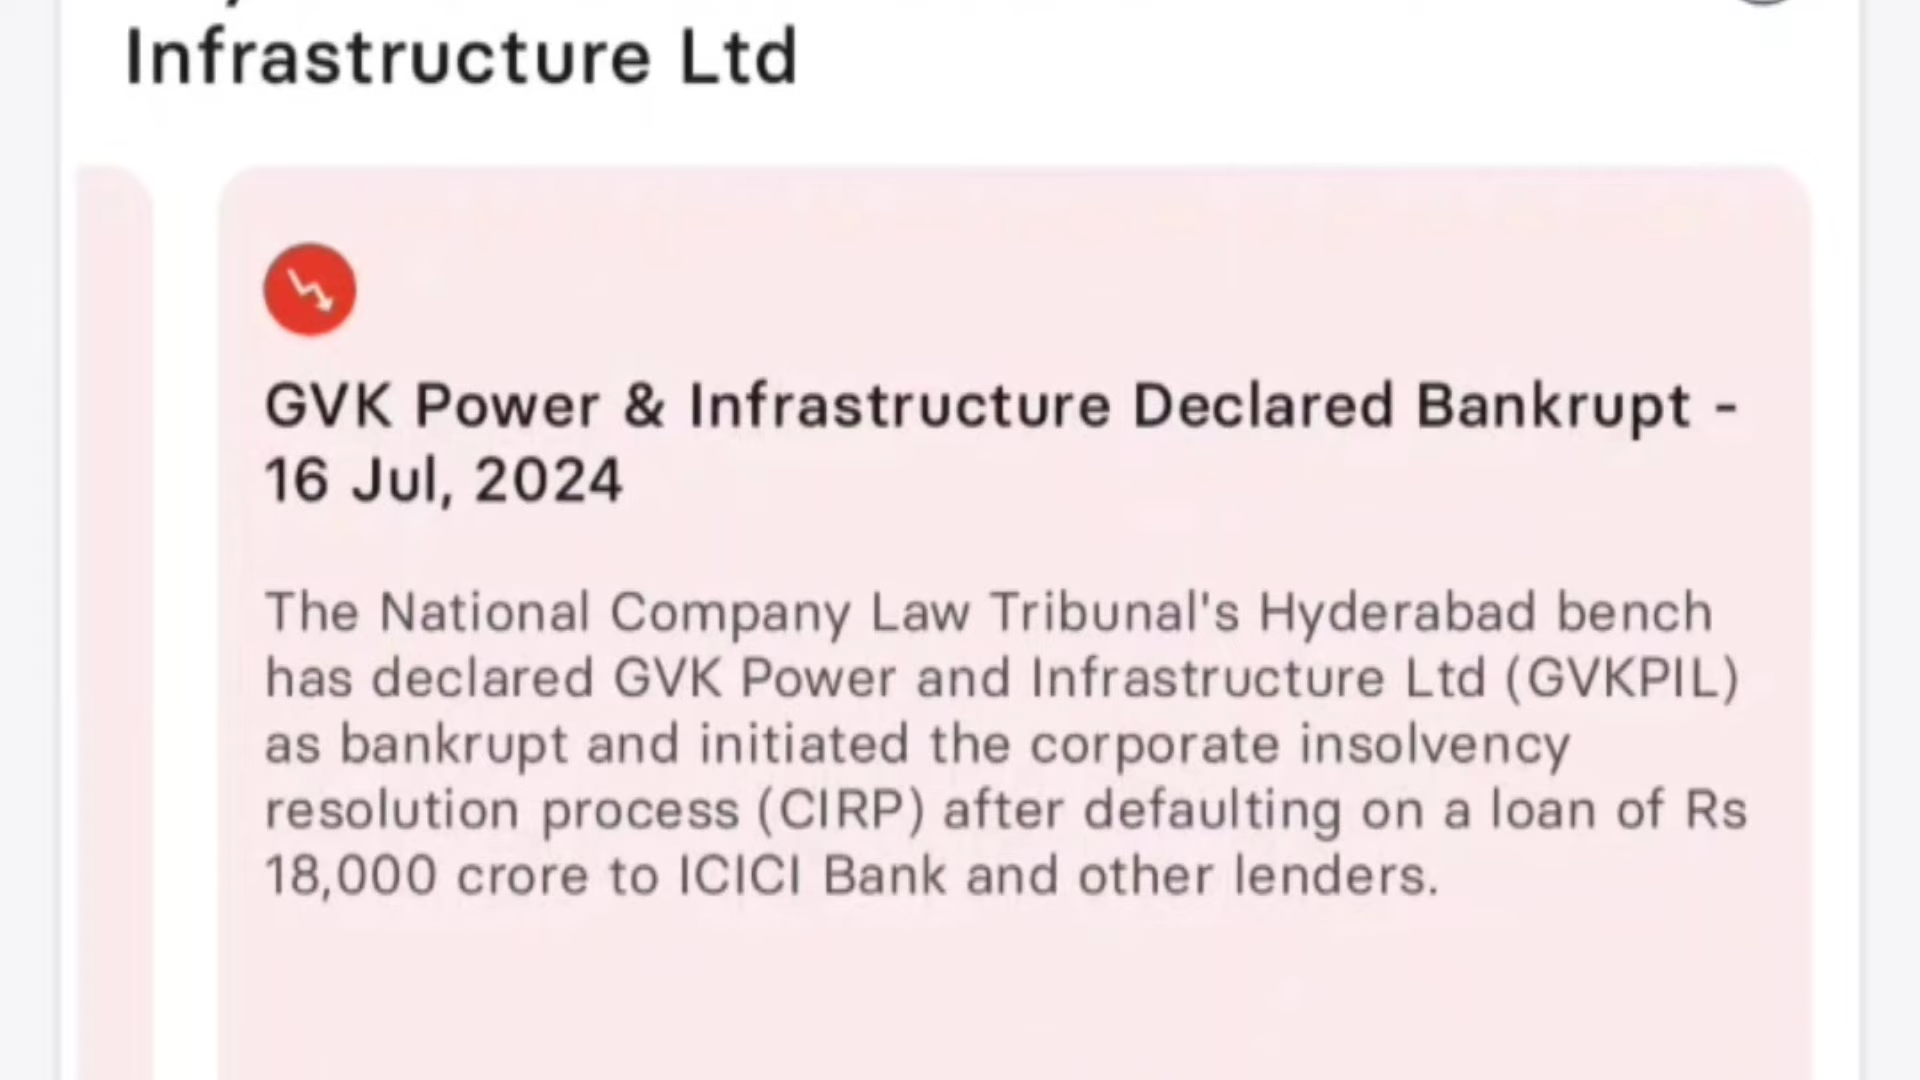 Infrastructure Ltd
GVK Power & Infrastructure Declared Bankrupt -
16 Jul, 2024
The National Company Law Tribunal's Hyderabad bench
has declared GVK Power and Infrastructure Ltd (GVKPIL)
as bankrupt and initiated the corporate insolvency
resolution process (CIRP) after defaulting on a loan of Rs
18,000 crore to ICICI Bank and other lenders.